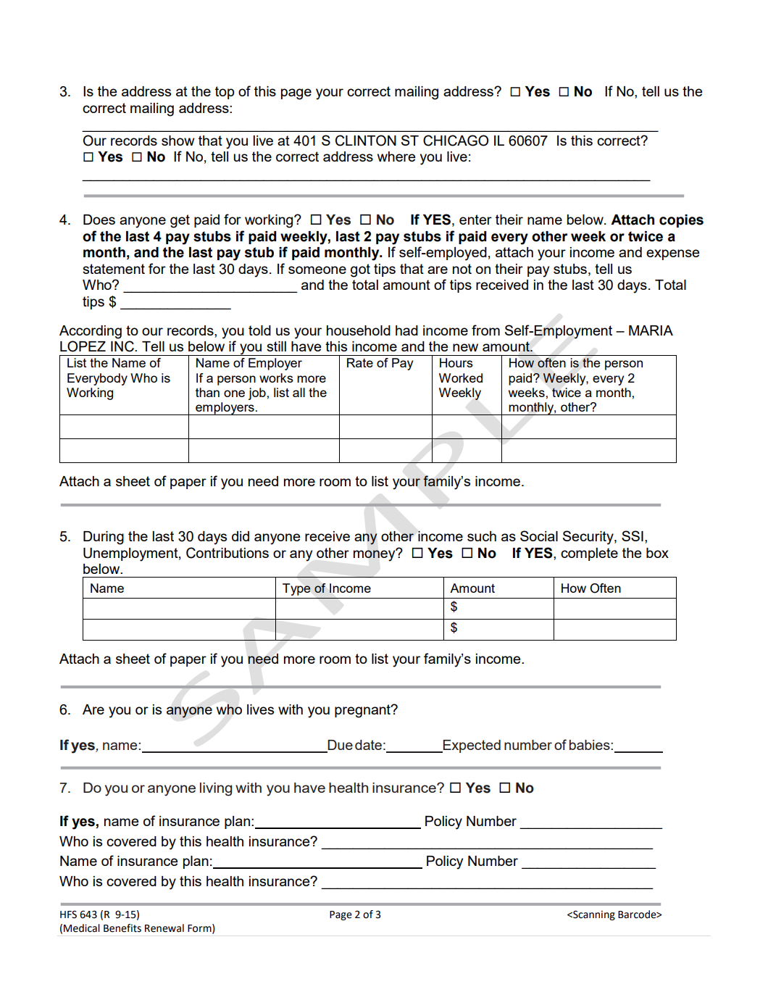 3. Is the address at the top of this page your correct mailing address? ☐ Yes ☐ No If No, tell us the
correct mailing address:
Our records show that you live at 401 S CLINTON ST CHICAGO IL 60607 Is this correct?
☐ Yes ☐ No If No, tell us the correct address where you live:
4. Does anyone get paid for working? ☐ Yes ☐ No If YES, enter their name below. Attach copies
of the last 4 pay stubs if paid weekly, last 2 pay stubs if paid every other week or twice a
month, and the last pay stub if paid monthly. If self-employed, attach your income and expense
statement for the last 30 days. If someone got tips that are not on their pay stubs, tell us
Who? ______________________ and the total amount of tips received in the last 30 days. Total
tips $ ______________
According to our records, you told us your household had income from Self-Employment – MARIA
LOPEZ INC. Tell us below if you still have this income and the new amount.
List the Name of
Everybody Who is
Working
Name of Employer
If a person works more
than one job, list all the
employers.
Rate of Pay
Hours
Worked
Weekly
How often is the person
paid? Weekly, every 2
weeks, twice a month,
monthly, other?
Attach a sheet of paper if you need more room to list your family's income.
5. During the last 30 days did anyone receive any other income such as Social Security, SSI,
Unemployment, Contributions or any other money? ☐ Yes ☐ No If YES, complete the box
below.
Name Type of Income Amount How Often
$
$
Attach a sheet of paper if you need more room to list your family's income.
6. Are you or is anyone who lives with you pregnant?
If yes, name:______________________Due date:_______Expected number of babies:______
7. Do you or anyone living with you have health insurance? ☐ Yes ☐ No
If yes, name of insurance plan:____________________ Policy Number __________________
Who is covered by this health insurance? __________________________________________
Name of insurance plan:__________________________ Policy Number _________________
Who is covered by this health insurance? __________________________________________
HFS 643 (R 9-15) Page 2 of 3 <Scanning Barcode>
(Medical Benefits Renewal Form)
SAMPLE